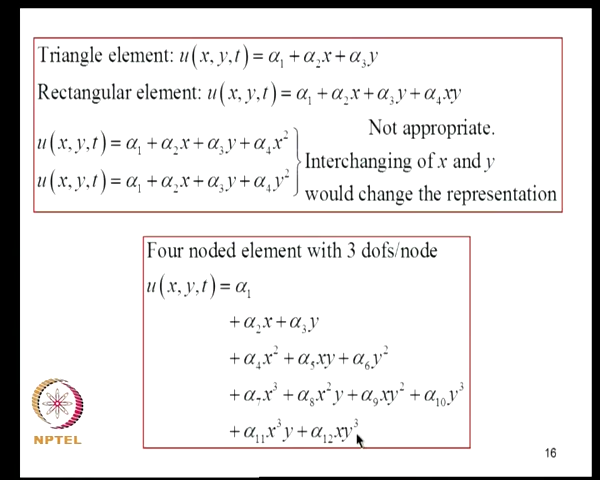 Triangle element: u(x, y, t) = α₁ + α₂x + α₃y
Rectangular element: u(x, y, t) = α₁ + α₂x + α₃y + α₄xy
u(x, y, t) = α₁ + α₂x + α₃y + α₄x²
u(x, y, t) = α₁ + α₂x + α₃y + α₄y²
Not appropriate.
Interchanging of x and y
would change the representation
Four noded element with 3 dofs/node
u(x, y, t) = α₁
+ α₂x + α₃y
+ α₄x² + α₅xy + α₆y²
+ α₇x³ + α₈x²y + α₉xy² + α₁₀y³
+ α₁₁x³y + α₁₂xy³
NPTEL
16